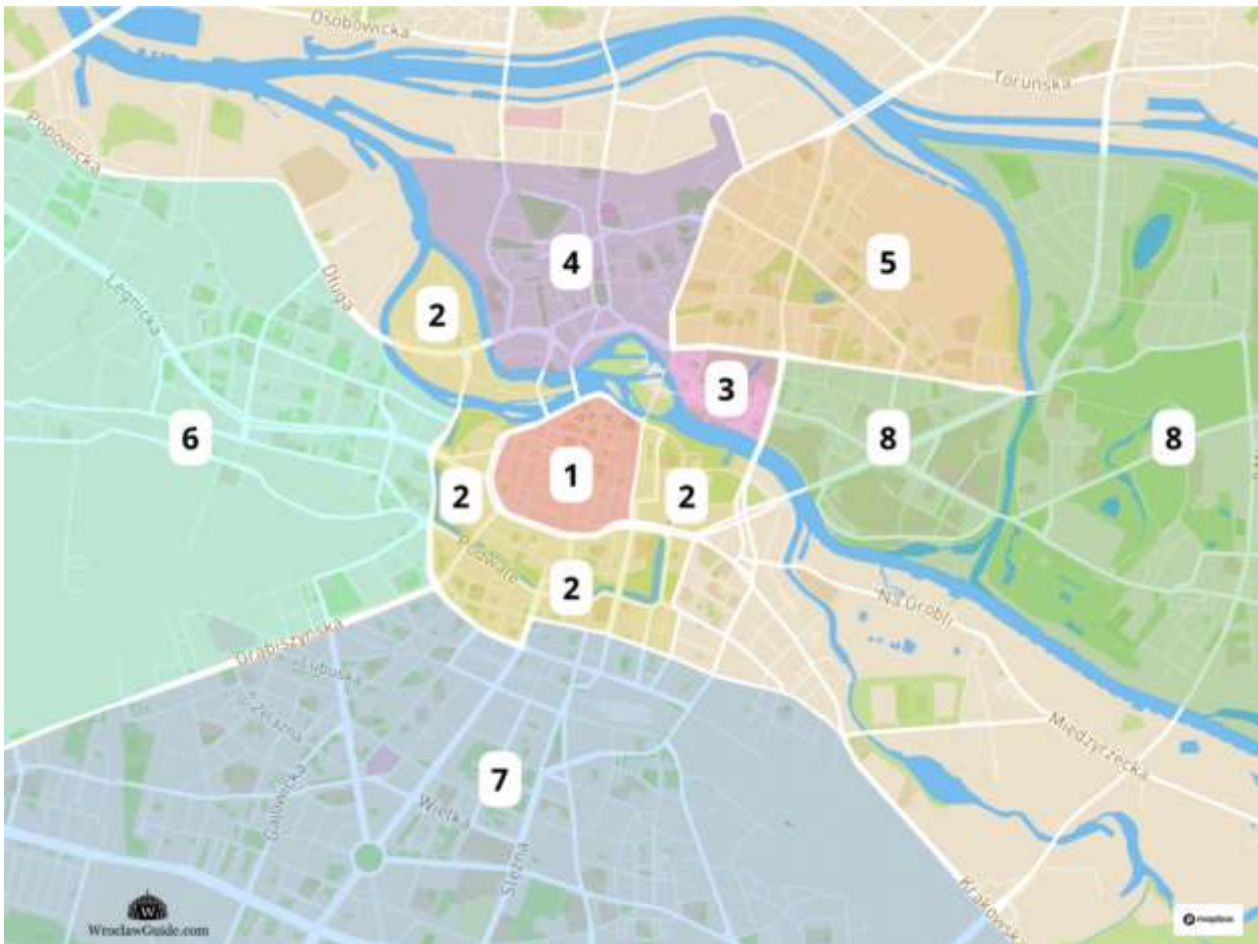 Osobowicka
Toruńska
Popowicka
4
5
Legnicka
Długa
2
3
6
8
8
1
2
2
Podwale
2
Na Grobli
Grabiszyńska
Lubuska
Żelazna
Międzyrzecka
7
Gajowicka
Wielka
Ślężna
Krakowska
W
WroclawGuide.com